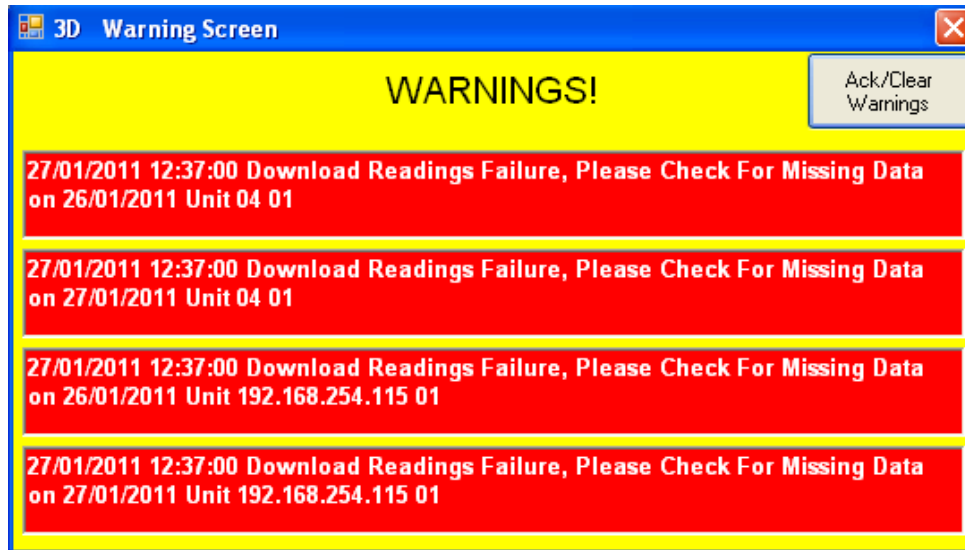 3D Warning Screen
WARNINGS!
Ack/Clear
Warnings
27/01/2011 12:37:00 Download Readings Failure, Please Check For Missing Data
on 26/01/2011 Unit 04 01
27/01/2011 12:37:00 Download Readings Failure, Please Check For Missing Data
on 27/01/2011 Unit 04 01
27/01/2011 12:37:00 Download Readings Failure, Please Check For Missing Data
on 26/01/2011 Unit 192.168.254.115 01
27/01/2011 12:37:00 Download Readings Failure, Please Check For Missing Data
on 27/01/2011 Unit 192.168.254.115 01